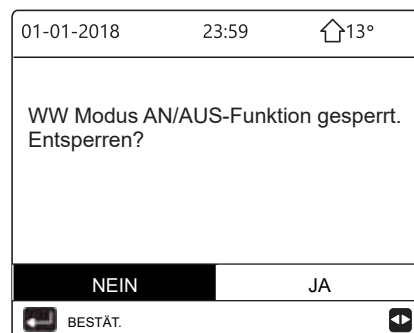 01-01-2018 23:59 13°
WW Modus AN/AUS-Funktion gesperrt.
Entsperren?
NEIN JA
BESTÄT.